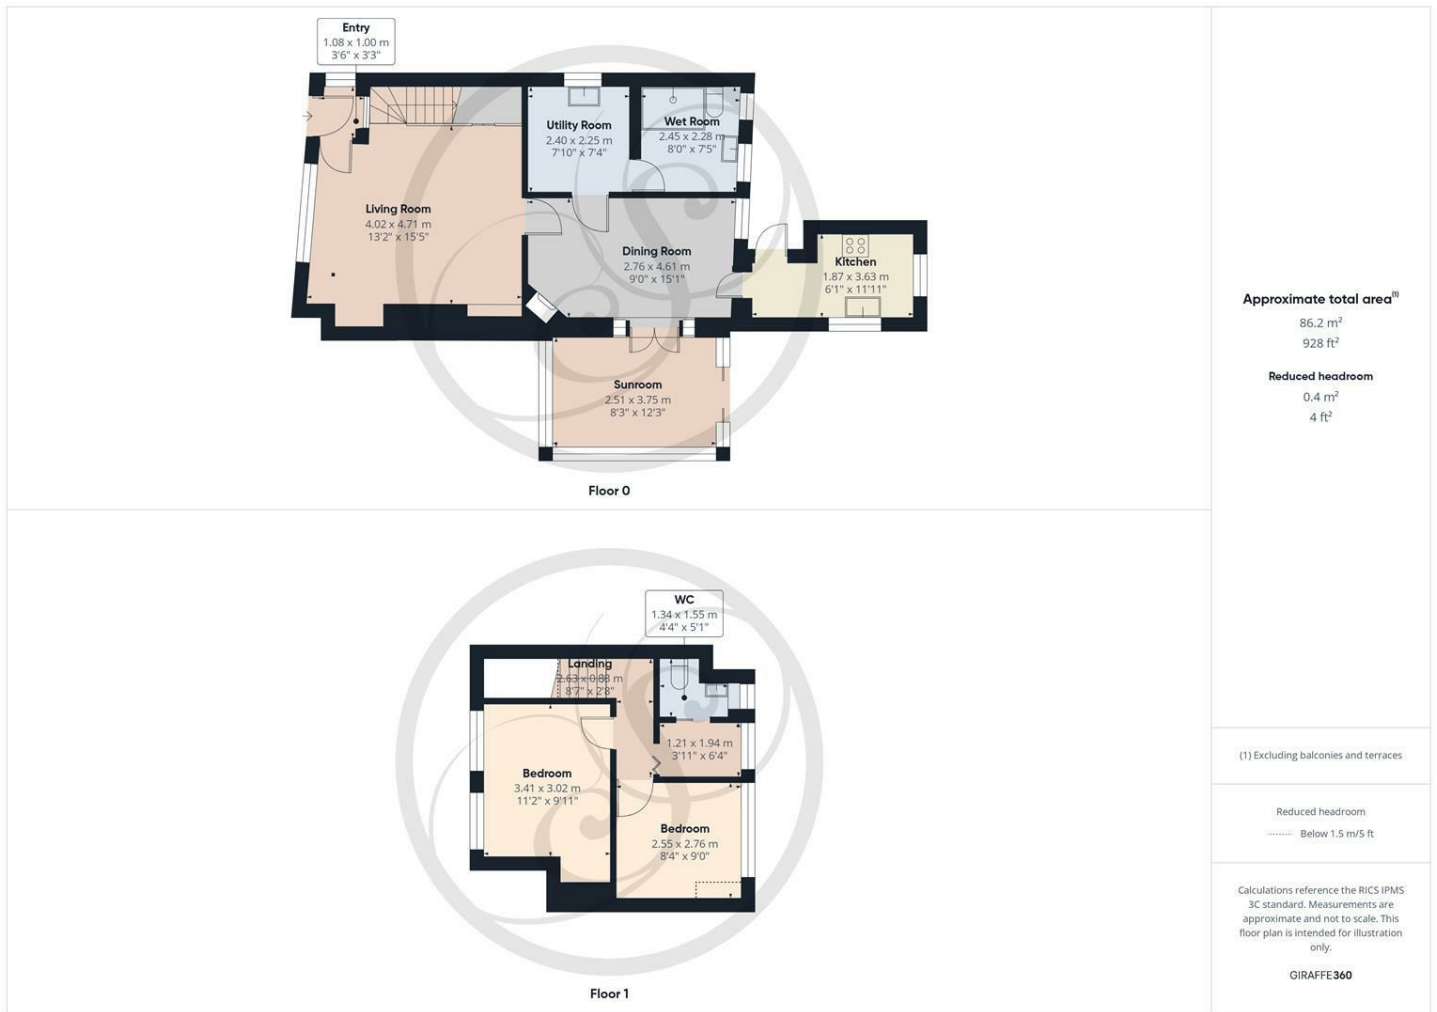 Entry
1.08 x 1.00 m
3'6" x 3'3"
Utility Room
2.40 x 2.25 m
7'10" x 7'4"
Wet Room
2.45 x 2.28 m
8'0" x 7'5"
Living Room
4.02 x 4.71 m
13'2" x 15'5"
Dining Room
2.76 x 4.61 m
9'0" x 15'1"
Kitchen
1.87 x 3.63 m
6'1" x 11'11"
Sunroom
2.51 x 3.75 m
8'3" x 12'3"
Floor 0
WC
1.34 x 1.55 m
4'4" x 5'1"
Landing
2.63 x 0.83 m
8'7" x 2'8"
1.21 x 1.94 m
3'11" x 6'4"
Bedroom
3.41 x 3.02 m
11'2" x 9'11"
Bedroom
2.55 x 2.76 m
8'4" x 9'0"
Floor 1
Approximate total area(1)
86.2 m²
928 ft²
Reduced headroom
0.4 m²
4 ft²
(1) Excluding balconies and terraces
Reduced headroom
Below 1.5 m/5 ft
Calculations reference the RICS IPMS
3C standard. Measurements are
approximate and not to scale. This
floor plan is intended for illustration
only.
GIRAFFE360